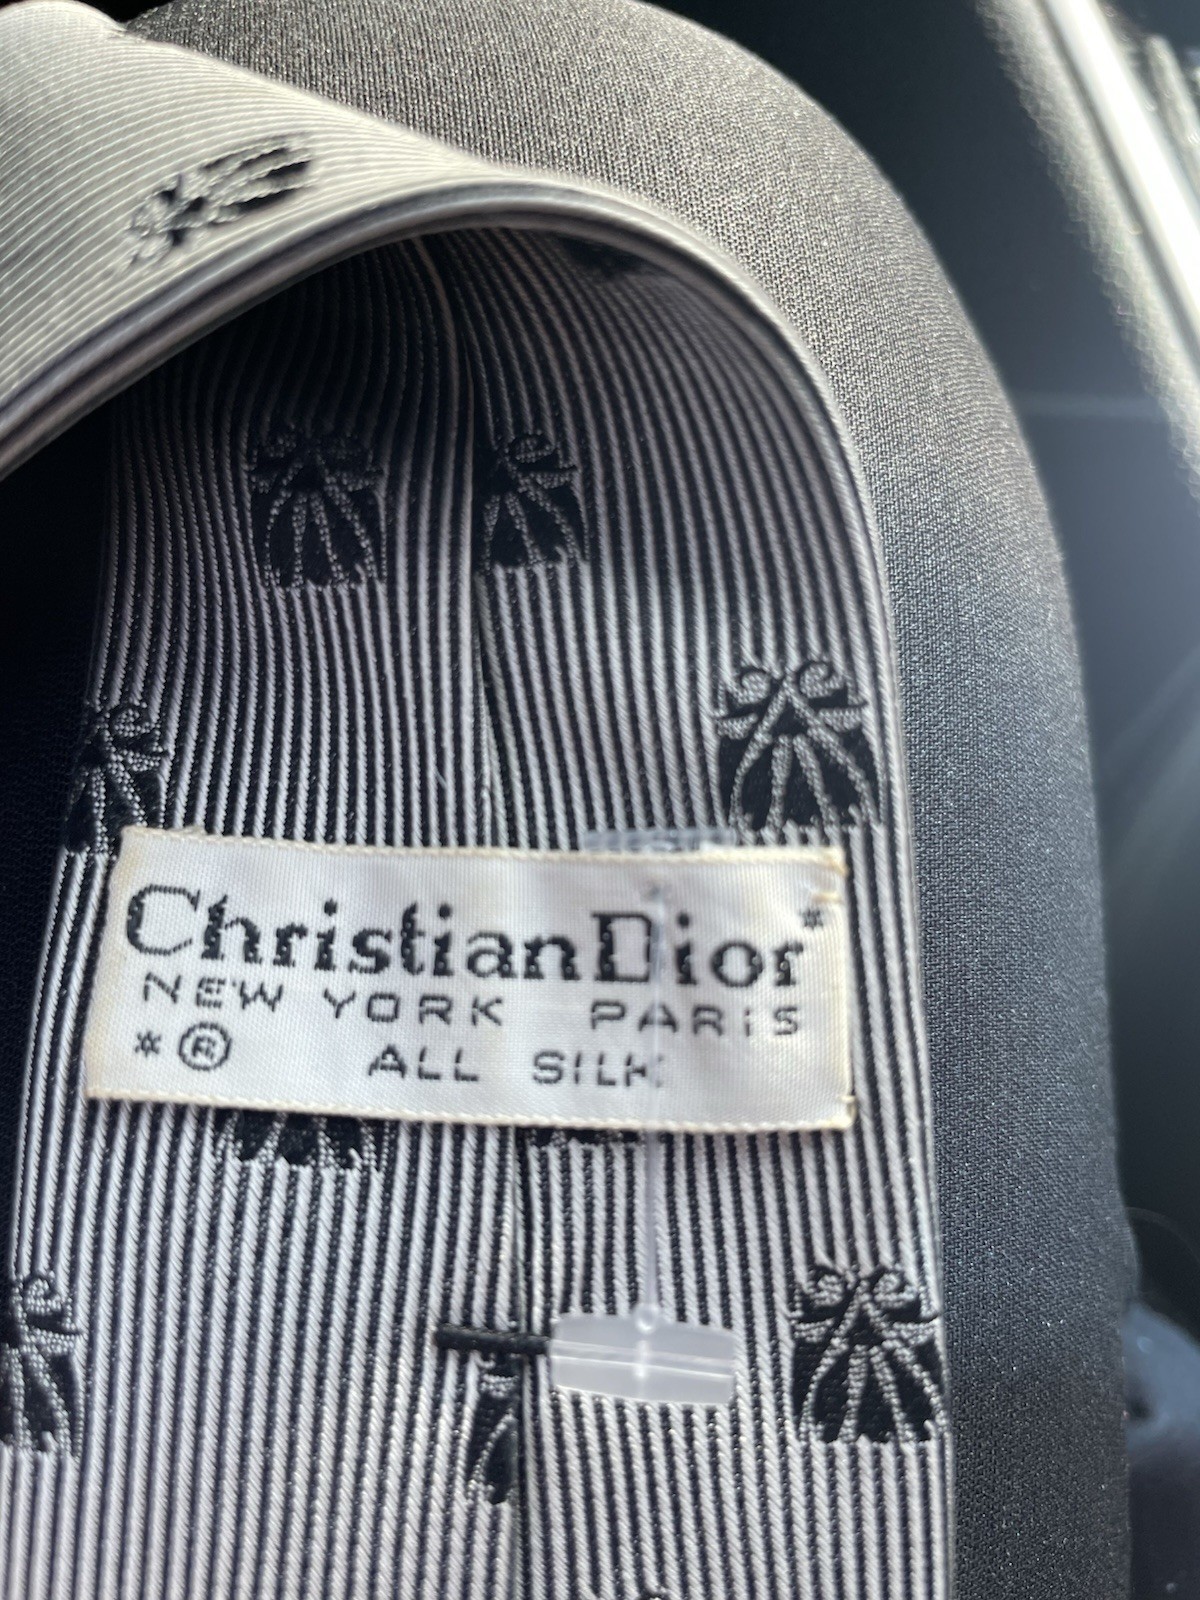 ChristianDior*
NEW YORK PARIS
*® ALL SILK